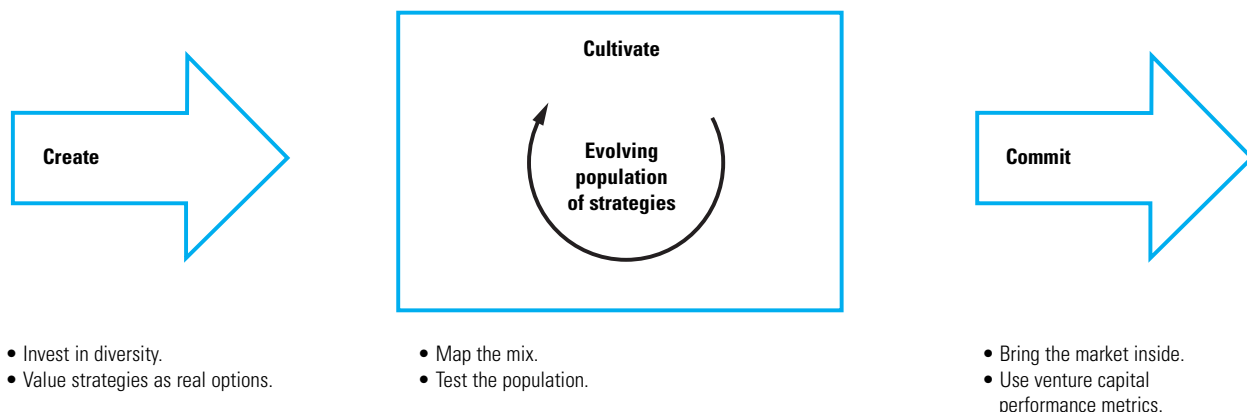 Create
Cultivate
Evolving
population
of strategies
Commit
• Invest in diversity.
• Value strategies as real options.
• Map the mix.
• Test the population.
• Bring the market inside.
• Use venture capital
performance metrics.